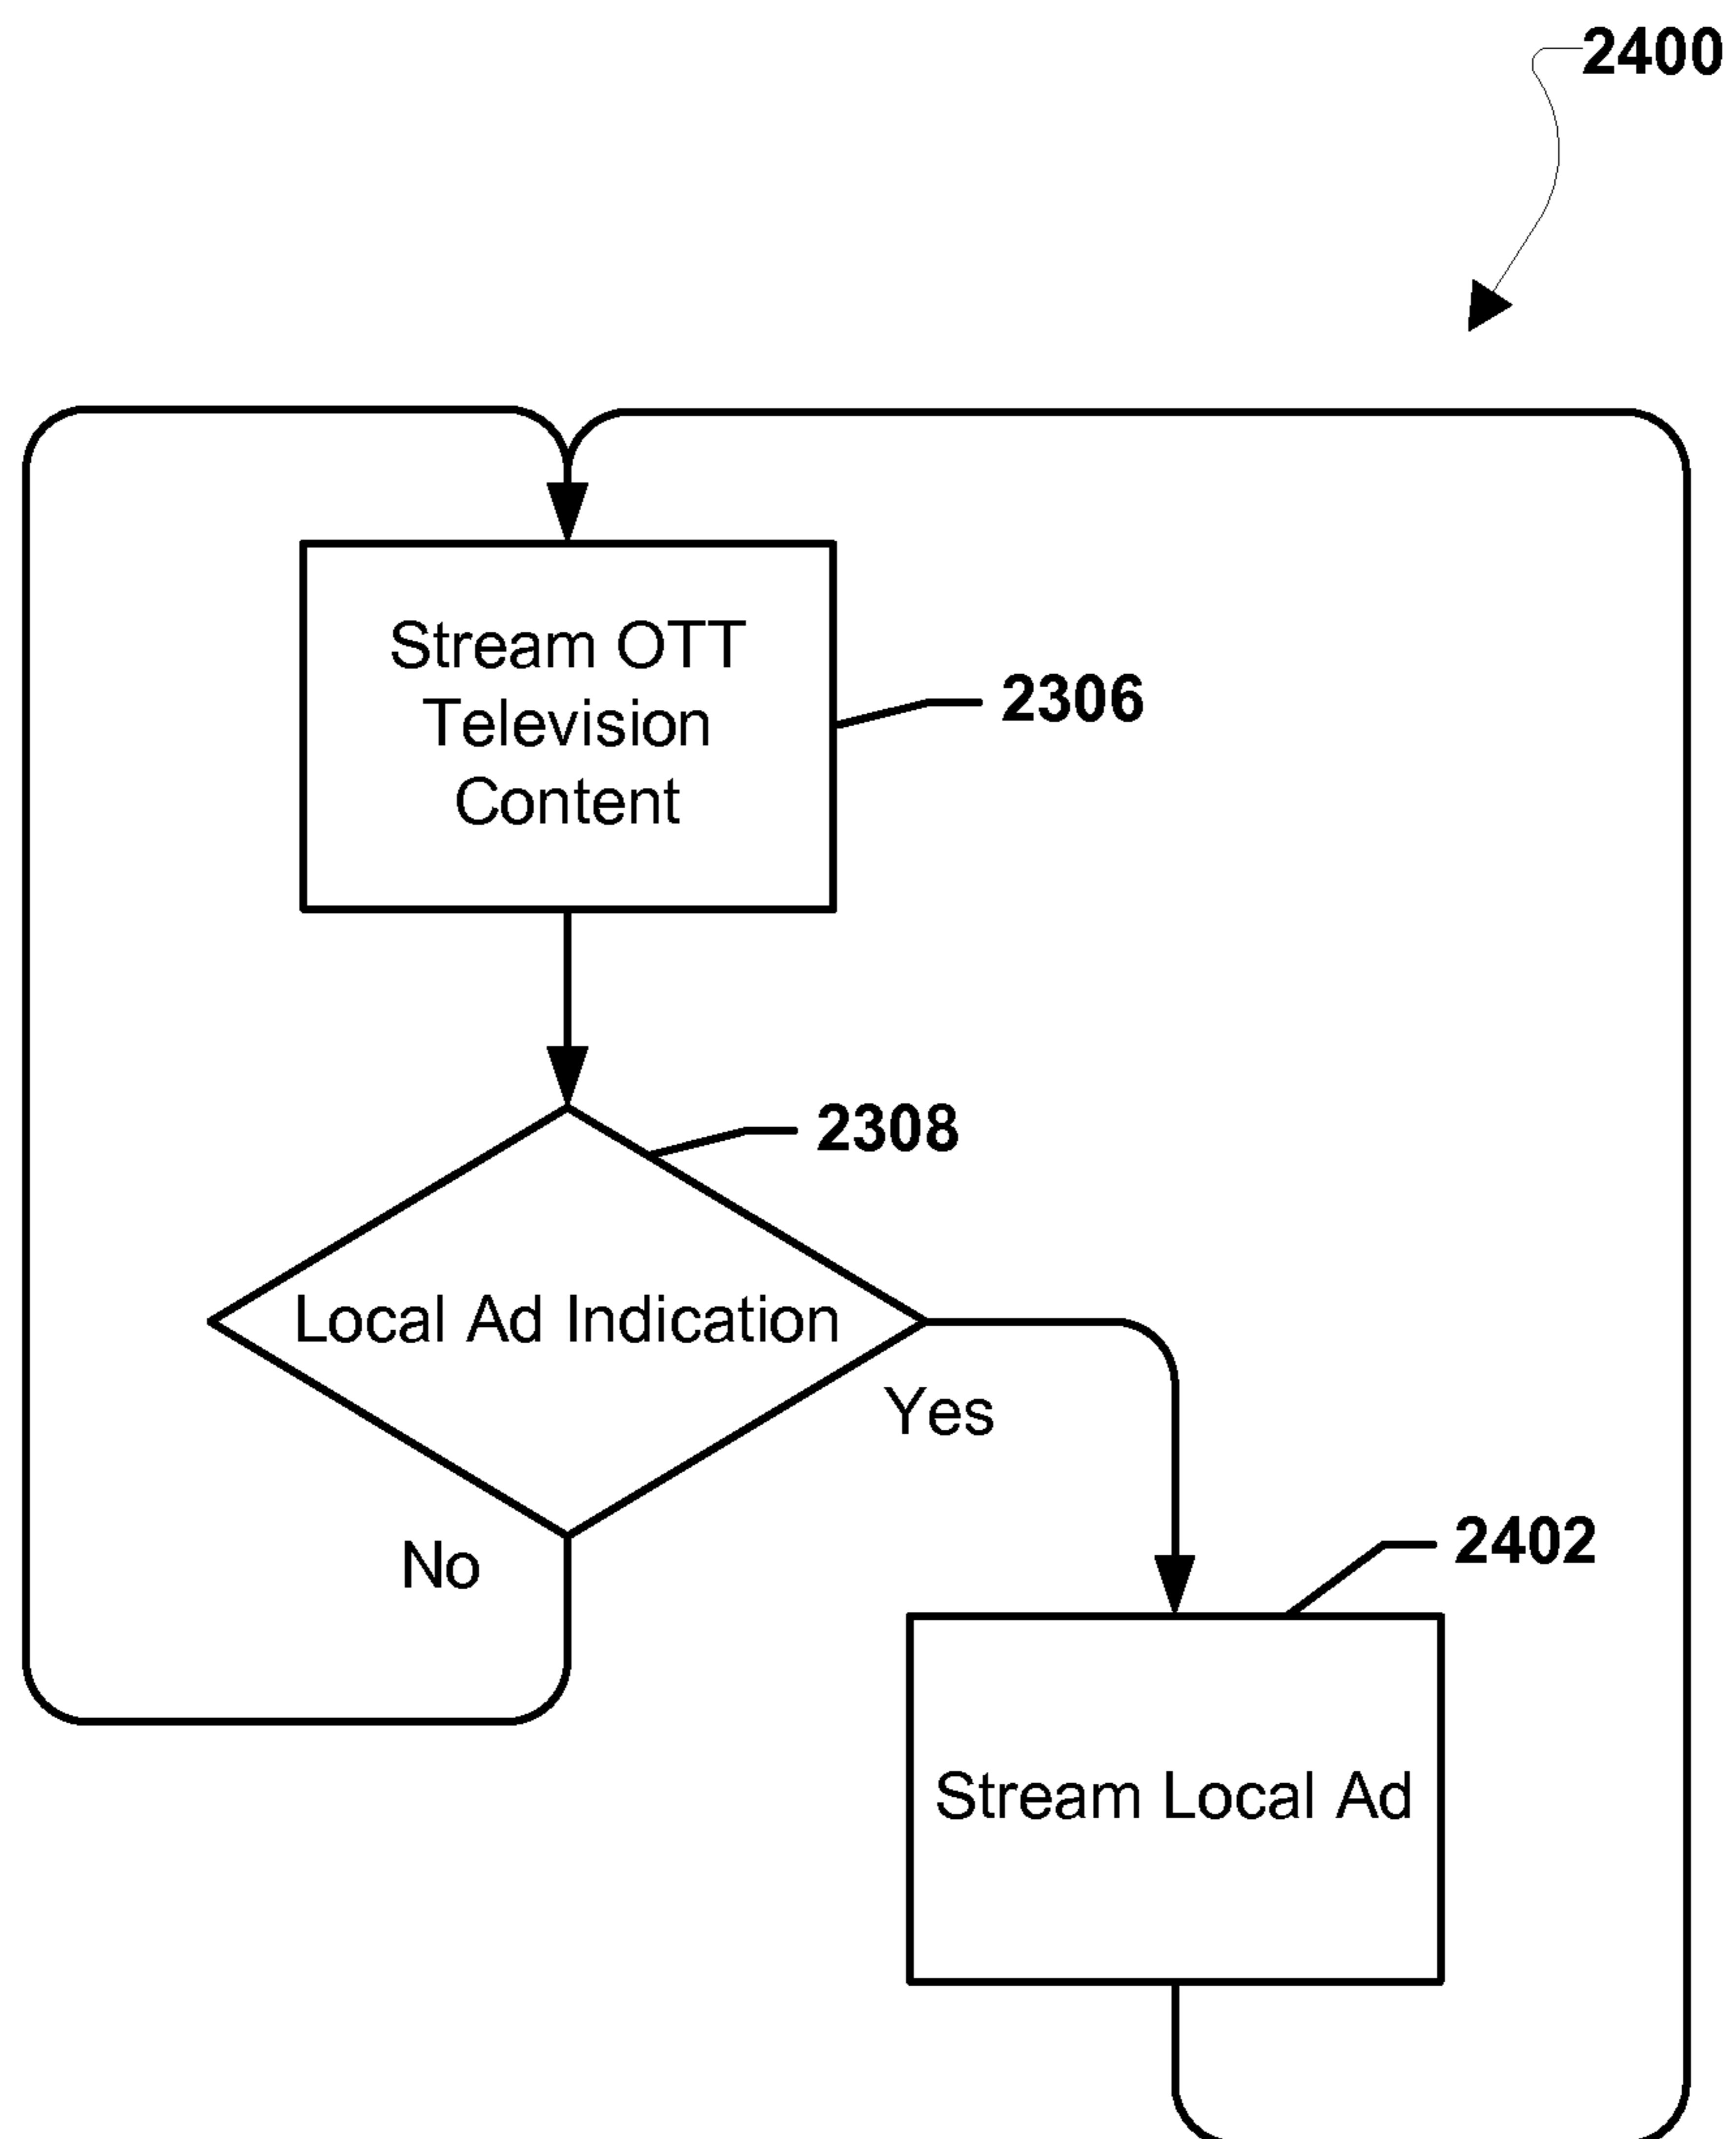 2400
Stream OTT
Television
Content
2306
2308
Local Ad Indication
Yes
No
2402
Stream Local Ad